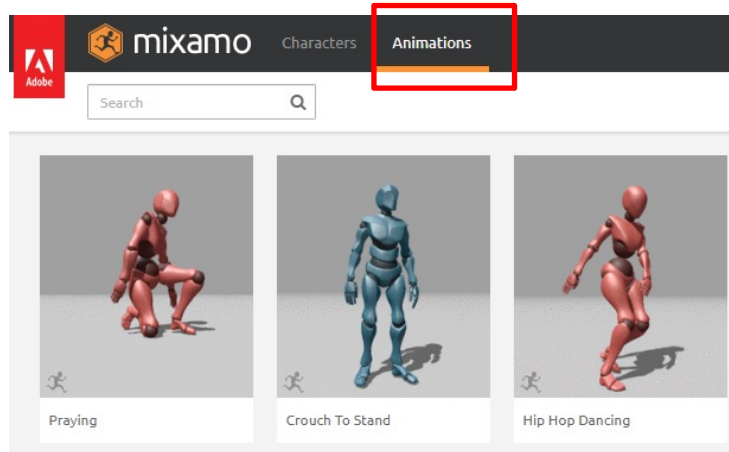 mixamo Characters Animations
Adobe
Search
Praying Crouch To Stand Hip Hop Dancing